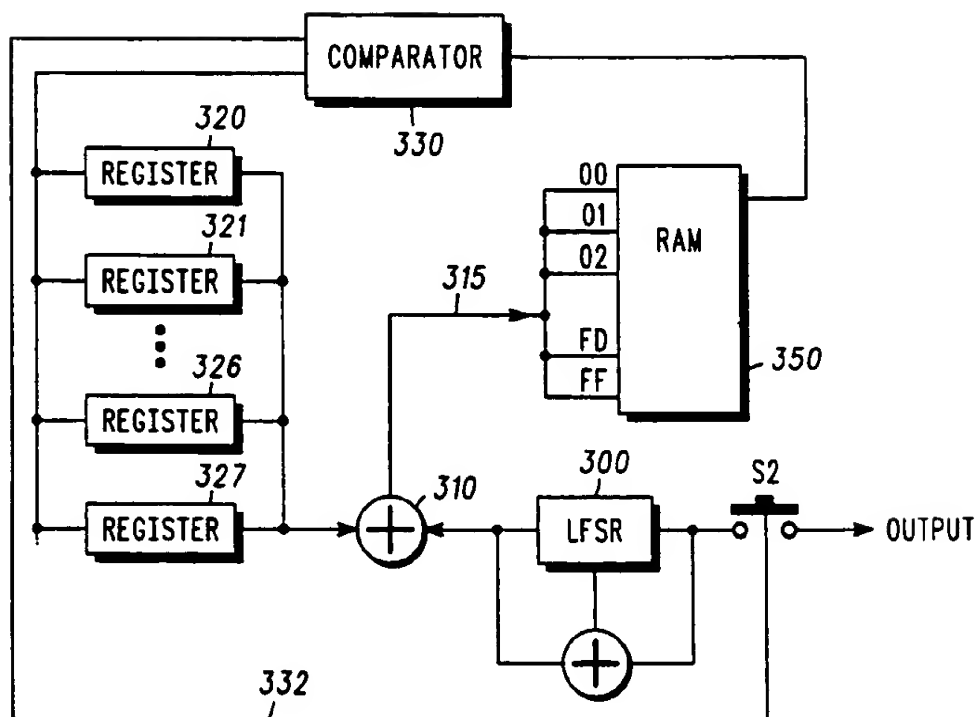 COMPARATOR
330
320
REGISTER
321
REGISTER
326
REGISTER
327
REGISTER
00
01
02
FD
FF
RAM
350
315
310
300
LFSR
S2
OUTPUT
332